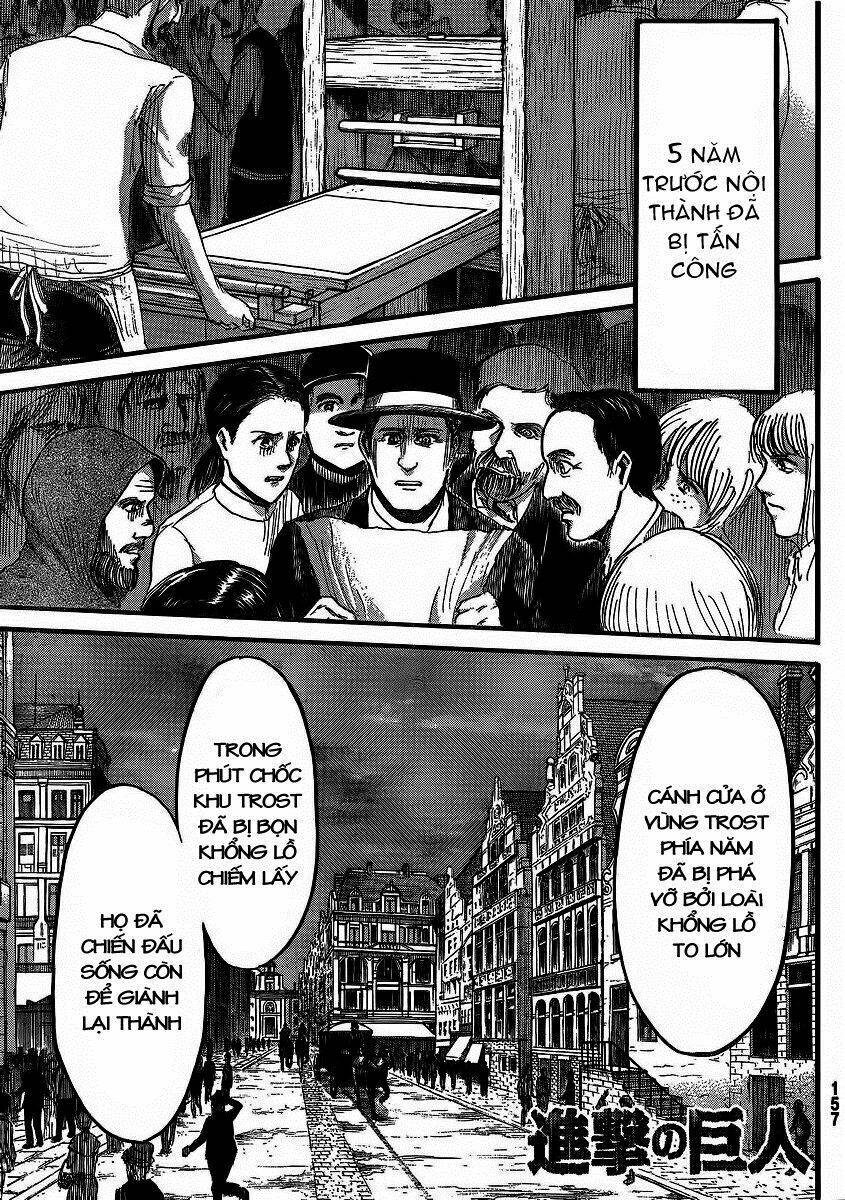 5 NĂM
TRƯỚC NỘI
THÀNH ĐÃ
BỊ TẤN
CÔNG
CÁNH CỬA Ở
VÙNG TROST
PHÍA NĂM
ĐÃ BỊ PHÁ
VỠ BỞI LOÀI
KHỔNG LỒ
TO LỚN
TRONG
PHÚT CHỐC
KHU TROST
ĐÃ BỊ BỌN
KHỔNG LỒ
CHIẾM LẤY
HỌ ĐÃ
CHIẾN ĐẤU
SỐNG CÒN
ĐỂ GIÀNH
LẠI THÀNH
進撃の巨人
157